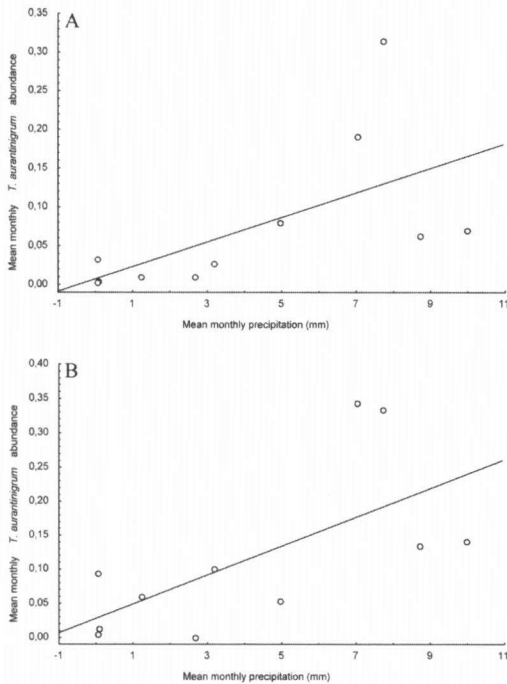 A
0,35
0,30
0,25
0,20
0,15
0,10
0,05
0,00
Mean monthly T. aurantinigrum abundance
-1 1 3 5 7 9 11
Mean monthly precipitation (mm)
B
0,40
0,35
0,30
0,25
0,20
0,15
0,10
0,05
0,00
Mean monthly T. aurantinigrum abundance
-1 1 3 5 7 9 11
Mean monthly precipitation (mm)